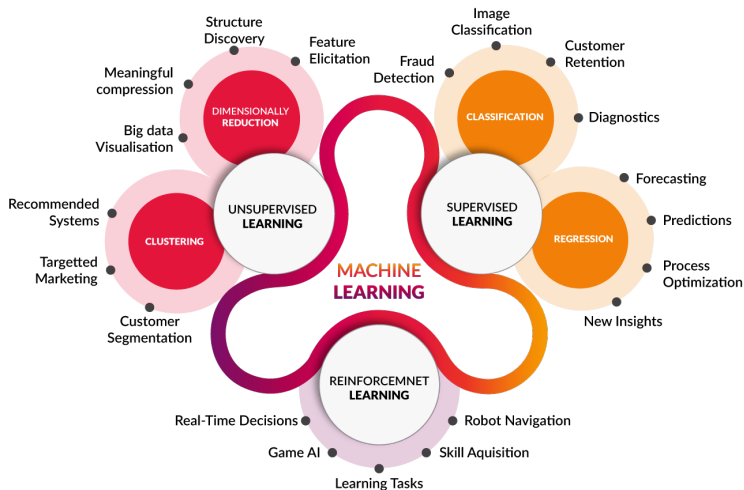 Structure
Discovery
Feature
Elicitation
Meaningful
compression
Big data
Visualisation
DIMENSIONALLY
REDUCTION
UNSUPERVISED
LEARNING
Recommended
Systems
Targetted
Marketing
Customer
Segmentation
CLUSTERING
Image
Classification
Fraud
Detection
Customer
Retention
Diagnostics
CLASSIFICATION
SUPERVISED
LEARNING
Forecasting
Predictions
Process
Optimization
New Insights
REGRESSION
MACHINE
LEARNING
REINFORCEMNET
LEARNING
Real-Time Decisions
Game AI
Learning Tasks
Skill Aquisition
Robot Navigation